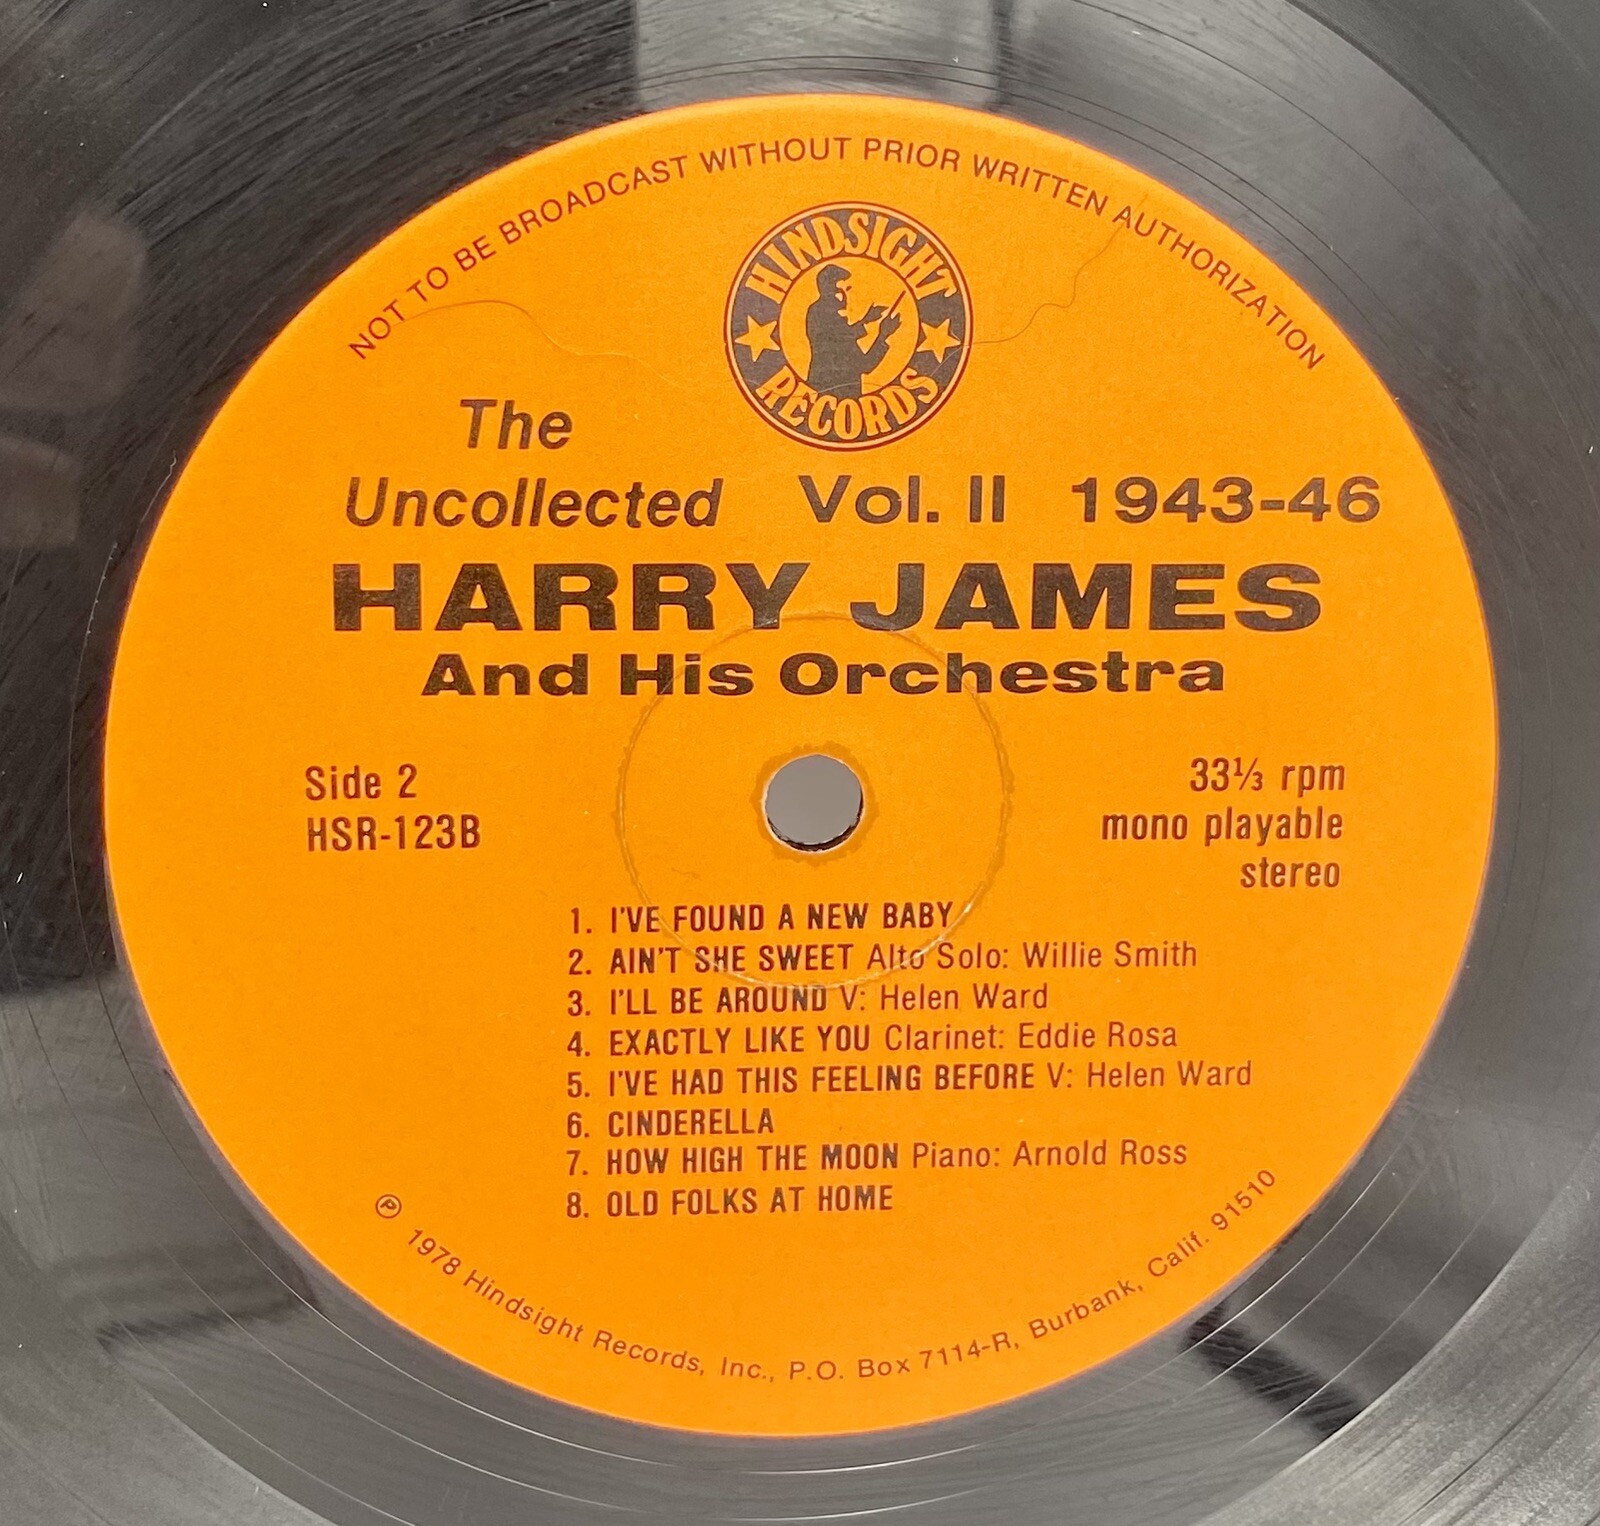 NOT TO BE BROADCAST WITHOUT PRIOR WRITTEN AUTHORIZATION
HINDSIGHT
RECORDS
The
Uncollected Vol. II 1943-46
HARRY JAMES
And His Orchestra
Side 2
HSR-123B
33⅓ rpm
mono playable
stereo
1. I'VE FOUND A NEW BABY
2. AIN'T SHE SWEET Alto Solo: Willie Smith
3. I'LL BE AROUND V: Helen Ward
4. EXACTLY LIKE YOU Clarinet: Eddie Rosa
5. I'VE HAD THIS FEELING BEFORE V: Helen Ward
6. CINDERELLA
7. HOW HIGH THE MOON Piano: Arnold Ross
8. OLD FOLKS AT HOME
℗ 1978 Hindsight Records, Inc., P.O. Box 7114-R, Burbank, Calif. 91510